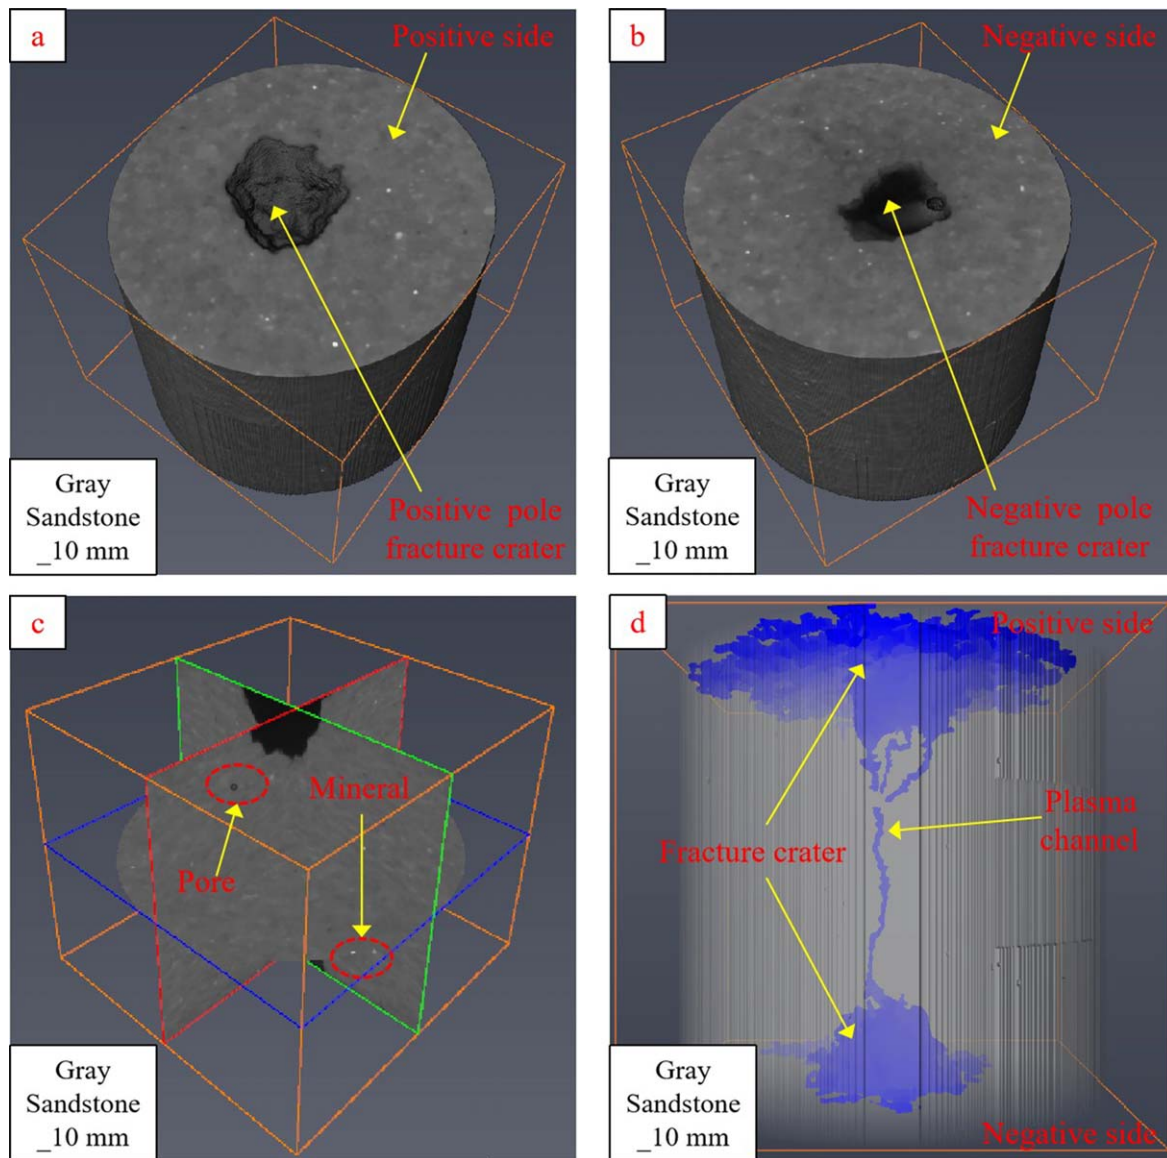 a
Positive side
Gray
Sandstone
_10 mm
Positive pole
fracture crater
b
Negative side
Gray
Sandstone
_10 mm
Negative pole
fracture crater
c
Mineral
Pore
Gray
Sandstone
_10 mm
d
Positive side
Plasma
channel
Fracture crater
Gray
Sandstone
_10 mm
Negative side